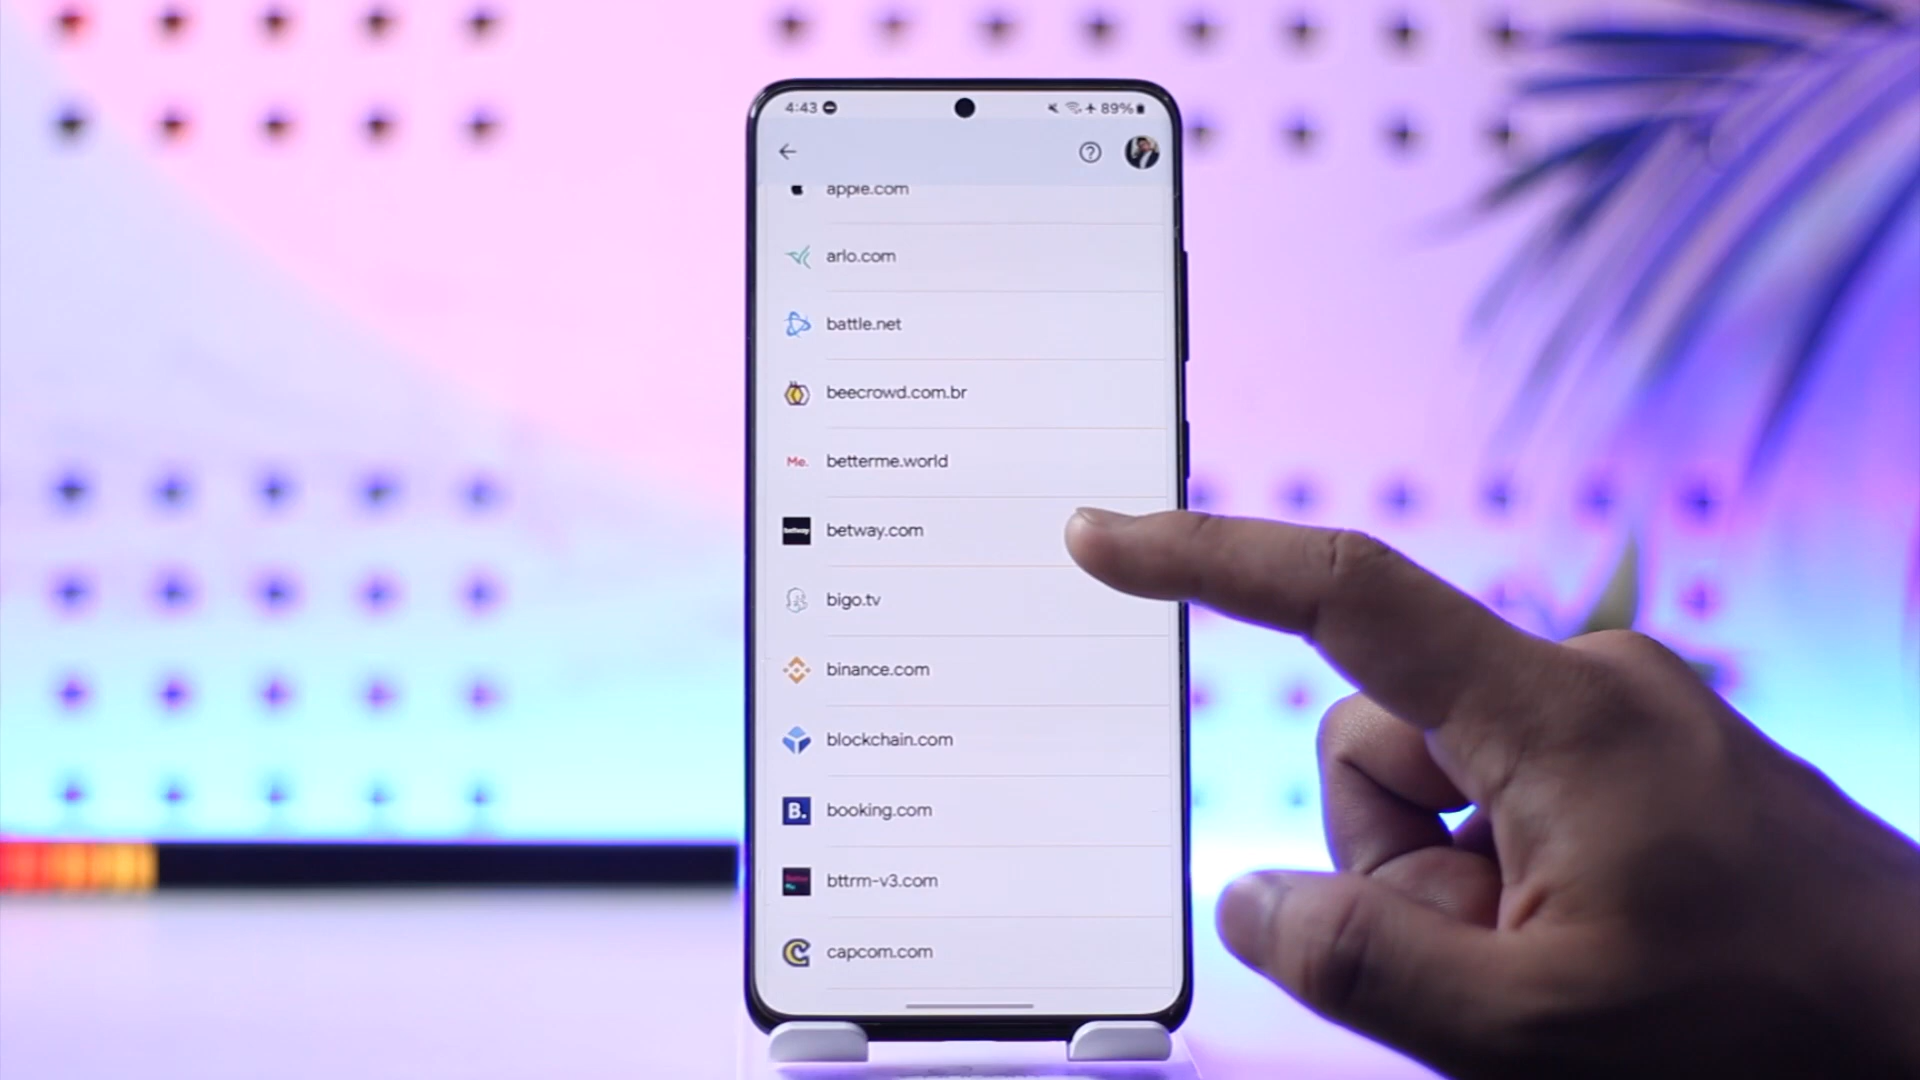 4:43 89%
apple.com
arlo.com
battle.net
beecrowd.com.br
Me. betterme.world
betway betway.com
bigo.tv
binance.com
blockchain.com
B. booking.com
bttrm-v3.com
capcom.com